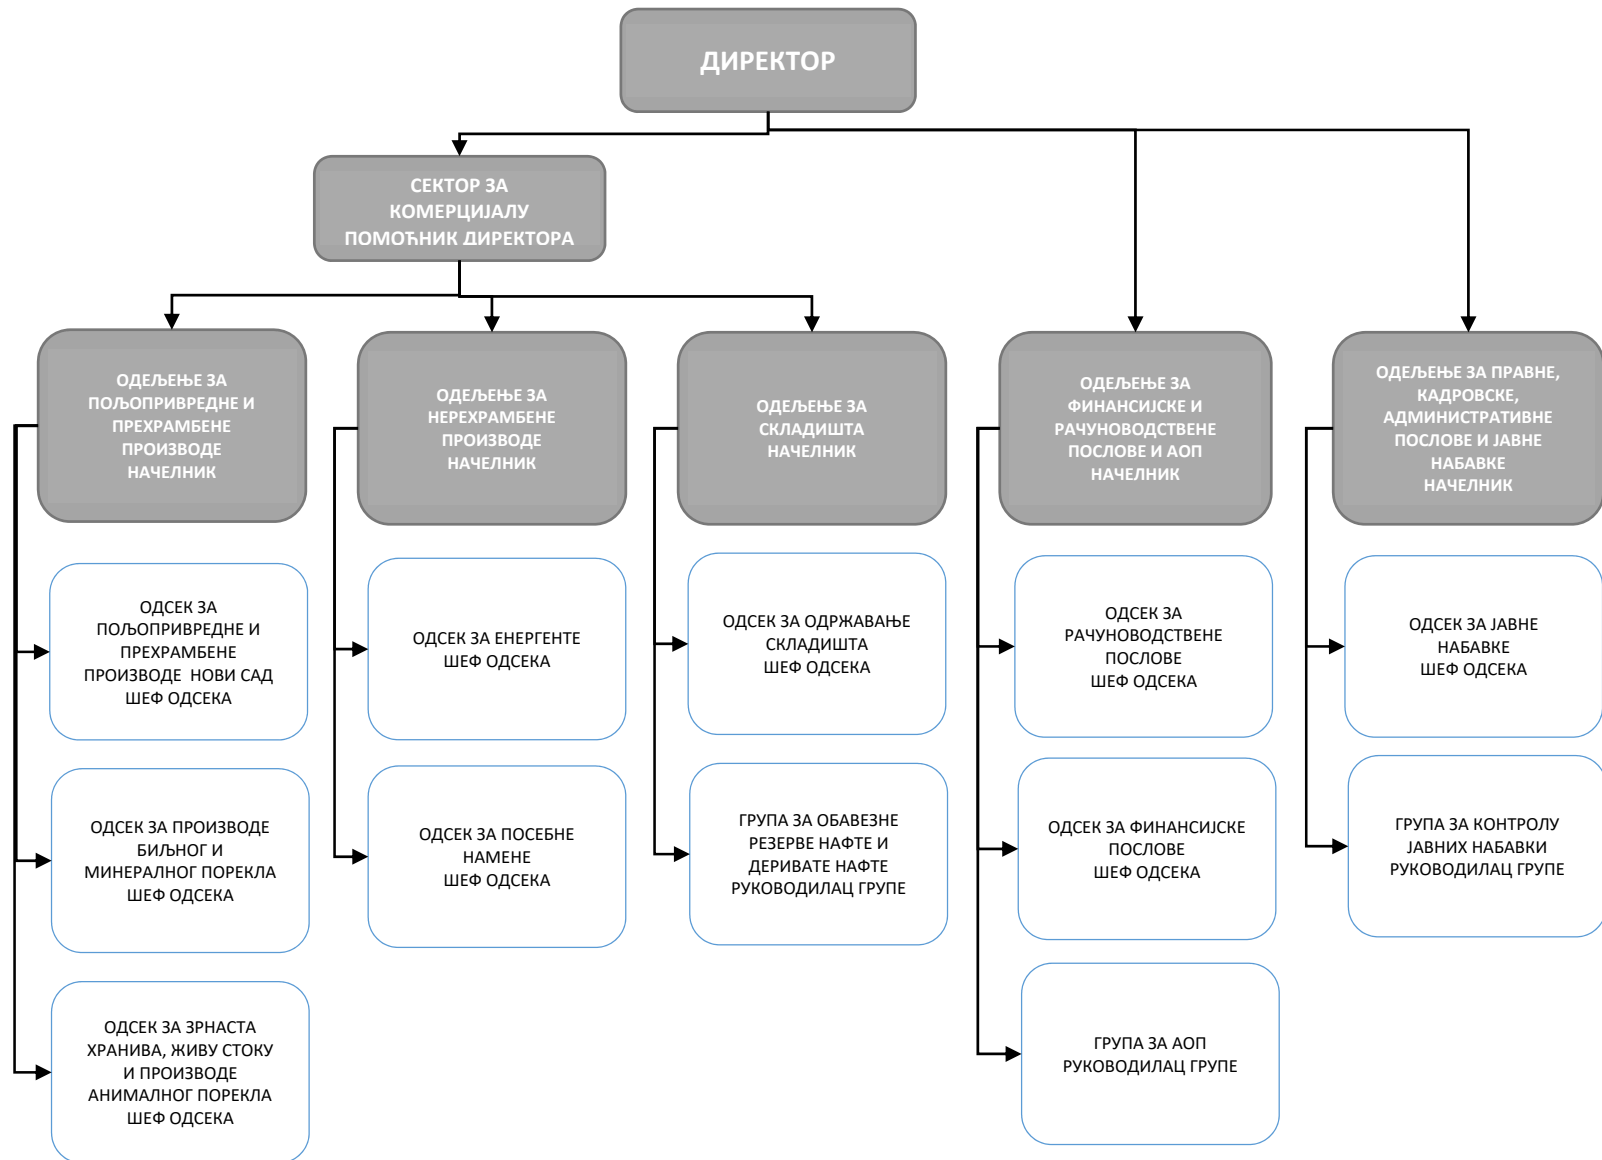 ДИРЕКТОР
СЕКТОР ЗА
КОМЕРЦИЈАЛУ
ПОМОЋНИК ДИРЕКТОРА
ОДЕЉЕЊЕ ЗА
ПОЉОПРИВРЕДНЕ И
ПРЕХРАМБЕНЕ
ПРОИЗВОДЕ
НАЧЕЛНИК
ОДЕЉЕЊЕ ЗА
НЕРЕХРАМБЕНЕ
ПРОИЗВОДЕ
НАЧЕЛНИК
ОДЕЉЕЊЕ ЗА
СКЛАДИШТА
НАЧЕЛНИК
ОДЕЉЕЊЕ ЗА
ФИНАНСИЈСКЕ И
РАЧУНОВОДСТВЕНЕ
ПОСЛОВЕ И АОП
НАЧЕЛНИК
ОДЕЉЕЊЕ ЗА ПРАВНЕ,
КАДРОВСКЕ,
АДМИНИСТРАТИВНЕ
ПОСЛОВЕ И ЈАВНЕ
НАБАВКЕ
НАЧЕЛНИК
ОДСЕК ЗА
ПОЉОПРИВРЕДНЕ И
ПРЕХРАМБЕНЕ
ПРОИЗВОДЕ НОВИ САД
ШЕФ ОДСЕКА
ОДСЕК ЗА ЕНЕРГЕНТЕ
ШЕФ ОДСЕКА
ОДСЕК ЗА ОДРЖАВАЊЕ
СКЛАДИШТА
ШЕФ ОДСЕКА
ОДСЕК ЗА
РАЧУНОВОДСТВЕНЕ
ПОСЛОВЕ
ШЕФ ОДСЕКА
ОДСЕК ЗА ЈАВНЕ
НАБАВКЕ
ШЕФ ОДСЕКА
ОДСЕК ЗА ПРОИЗВОДЕ
БИЉНОГ И
МИНЕРАЛНОГ ПОРЕКЛА
ШЕФ ОДСЕКА
ОДСЕК ЗА ПОСЕБНЕ
НАМЕНЕ
ШЕФ ОДСЕКА
ГРУПА ЗА ОБАВЕЗНЕ
РЕЗЕРВЕ НАФТЕ И
ДЕРИВАТЕ НАФТЕ
РУКОВОДИЛАЦ ГРУПЕ
ОДСЕК ЗА ФИНАНСИЈСКЕ
ПОСЛОВЕ
ШЕФ ОДСЕКА
ГРУПА ЗА КОНТРОЛУ
ЈАВНИХ НАБАВКИ
РУКОВОДИЛАЦ ГРУПЕ
ОДСЕК ЗА ЗРНАСТА
ХРАНИВА, ЖИВУ СТОКУ
И ПРОИЗВОДЕ
АНИМАЛНОГ ПОРЕКЛА
ШЕФ ОДСЕКА
ГРУПА ЗА АОП
РУКОВОДИЛАЦ ГРУПЕ